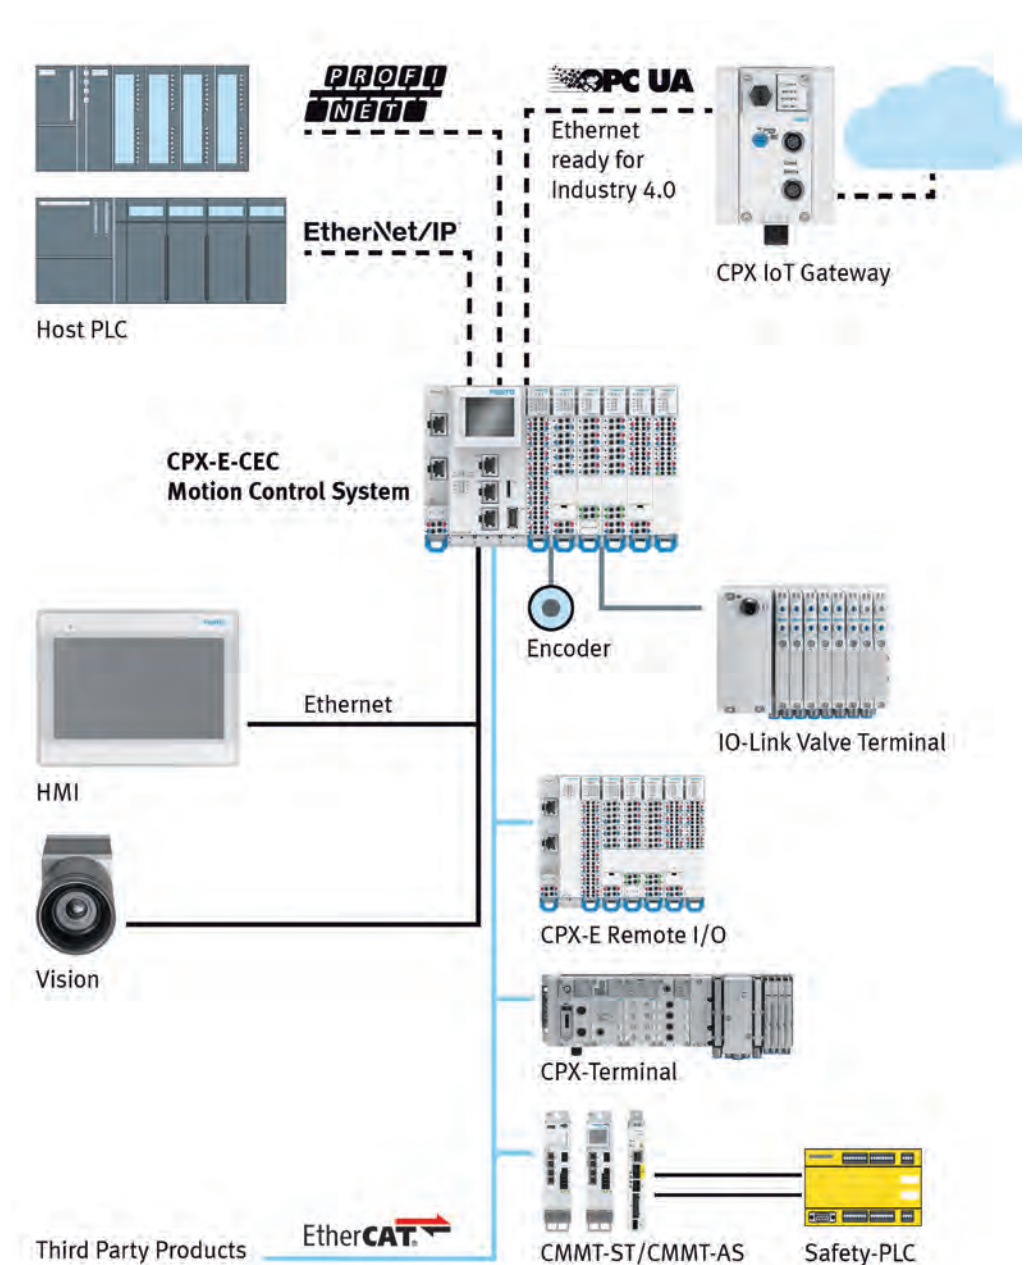 PROFI
NET
OPC UA
Ethernet
ready for
Industry 4.0
EtherNet/IP
CPX IoT Gateway
Host PLC
CPX-E-CEC
Motion Control System
Encoder
Ethernet
IO-Link Valve Terminal
HMI
CPX-E Remote I/O
Vision
CPX-Terminal
EtherCAT
Third Party Products
CMMT-ST/CMMT-AS
Safety-PLC